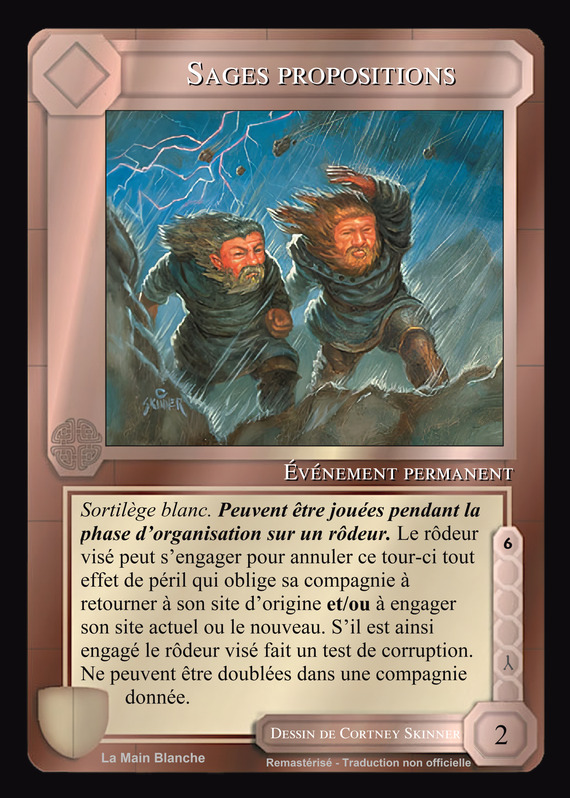 Sages propositions
SKINNER
Événement permanent
Sortilège blanc. Peuvent être jouées pendant la
phase d’organisation sur un rôdeur. Le rôdeur
visé peut s’engager pour annuler ce tour-ci tout
effet de péril qui oblige sa compagnie à
retourner à son site d’origine et/ou à engager
son site actuel ou le nouveau. S’il est ainsi
engagé le rôdeur visé fait un test de corruption.
Ne peuvent être doublées dans une compagnie
donnée.
6
Dessin de Cortney Skinner
2
La Main Blanche
Remastérisé - Traduction non officielle